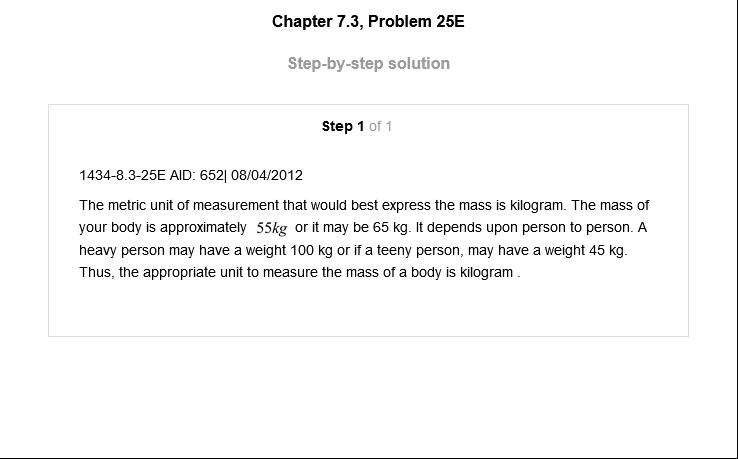 Chapter 7.3, Problem 25E
Step-by-step solution
Step 1 of 1
1434-8.3-25E AID: 652| 08/04/2012
The metric unit of measurement that would best express the mass is kilogram. The mass of
your body is approximately 55kg or it may be 65 kg. It depends upon person to person. A
heavy person may have a weight 100 kg or if a teeny person, may have a weight 45 kg.
Thus, the appropriate unit to measure the mass of a body is kilogram .